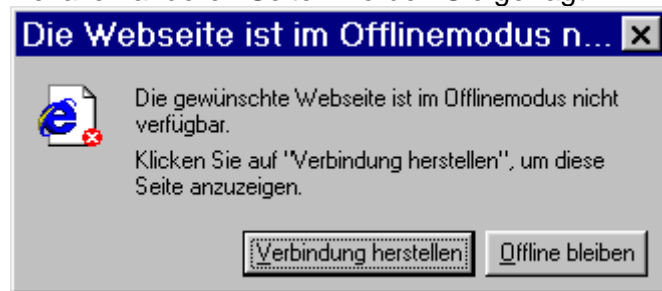 Die Webseite ist im Offlinemodus n...
Die gewünschte Webseite ist im Offlinemodus nicht
verfügbar.
Klicken Sie auf "Verbindung herstellen", um diese
Seite anzuzeigen.
Verbindung herstellen Offline bleiben